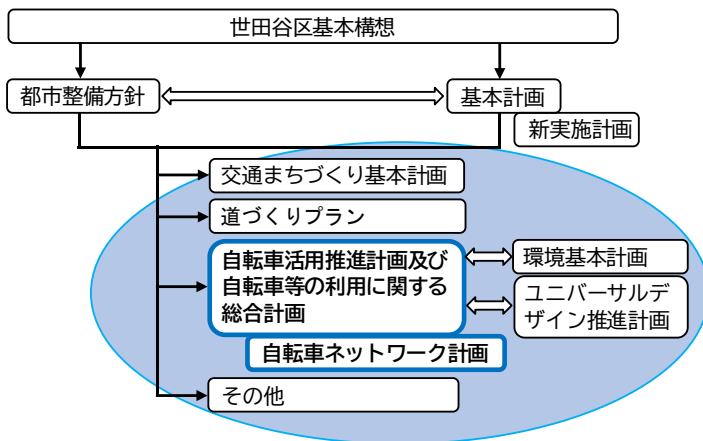 世田谷区基本構想
都市整備方針
基本計画
新実施計画
交通まちづくり基本計画
道づくりプラン
自転車活用推進計画及び
自転車等の利用に関する
総合計画
環境基本計画
ユニバーサルデ
ザイン推進計画
自転車ネットワーク計画
その他